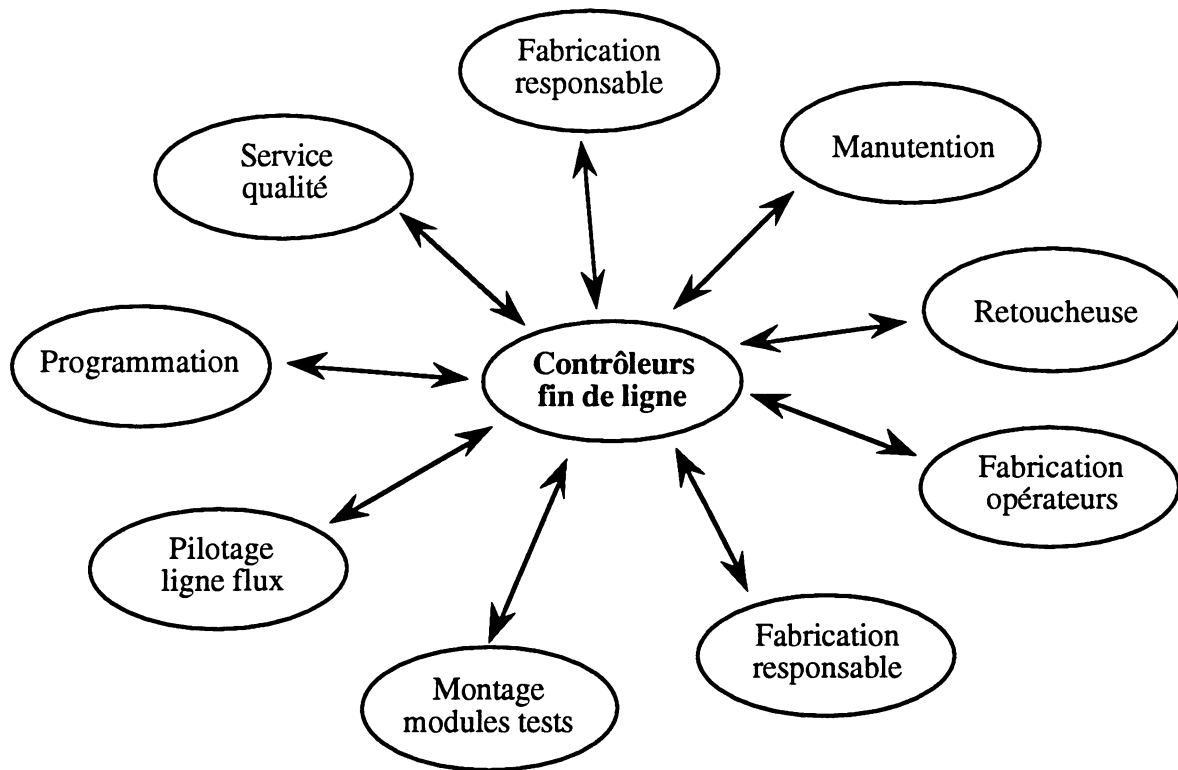 Fabrication
responsable
Manutention
Service
qualité
Retoucheuse
Programmation
Contrôleurs
fin de ligne
Fabrication
opérateurs
Pilotage
ligne flux
Fabrication
responsable
Montage
modules tests